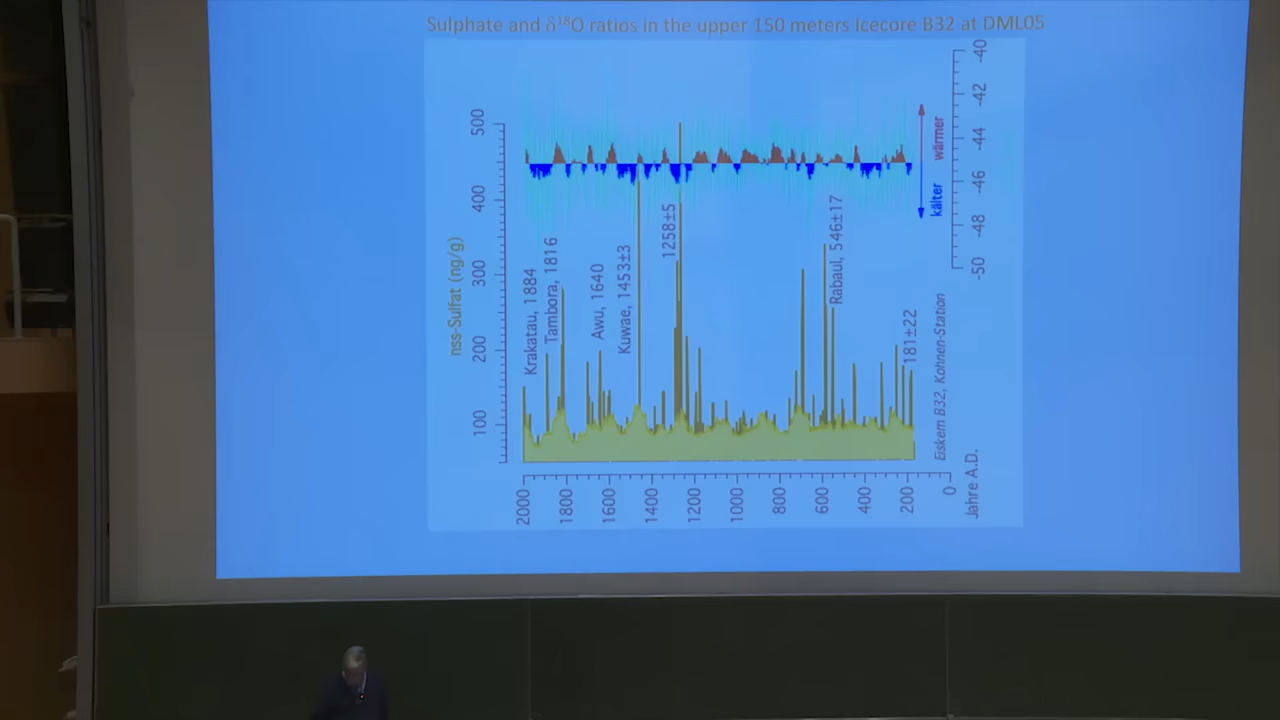 Sulphate and δ¹⁸O ratios in the upper 150 meters Icecore B32 at DML05
nss-Sulfat (ng/g)
100
200
300
400
500
Krakatau, 1884
Tambora, 1816
Awu, 1640
Kuwae, 1453±3
1258±5
Rabaul, 546±17
181±22
kälter
wärmer
-50
-48
-46
-44
-42
-40
Eiskern B32, Kohnen-Station
2000
1800
1600
1400
1200
1000
800
600
400
200
0
Jahre A.D.